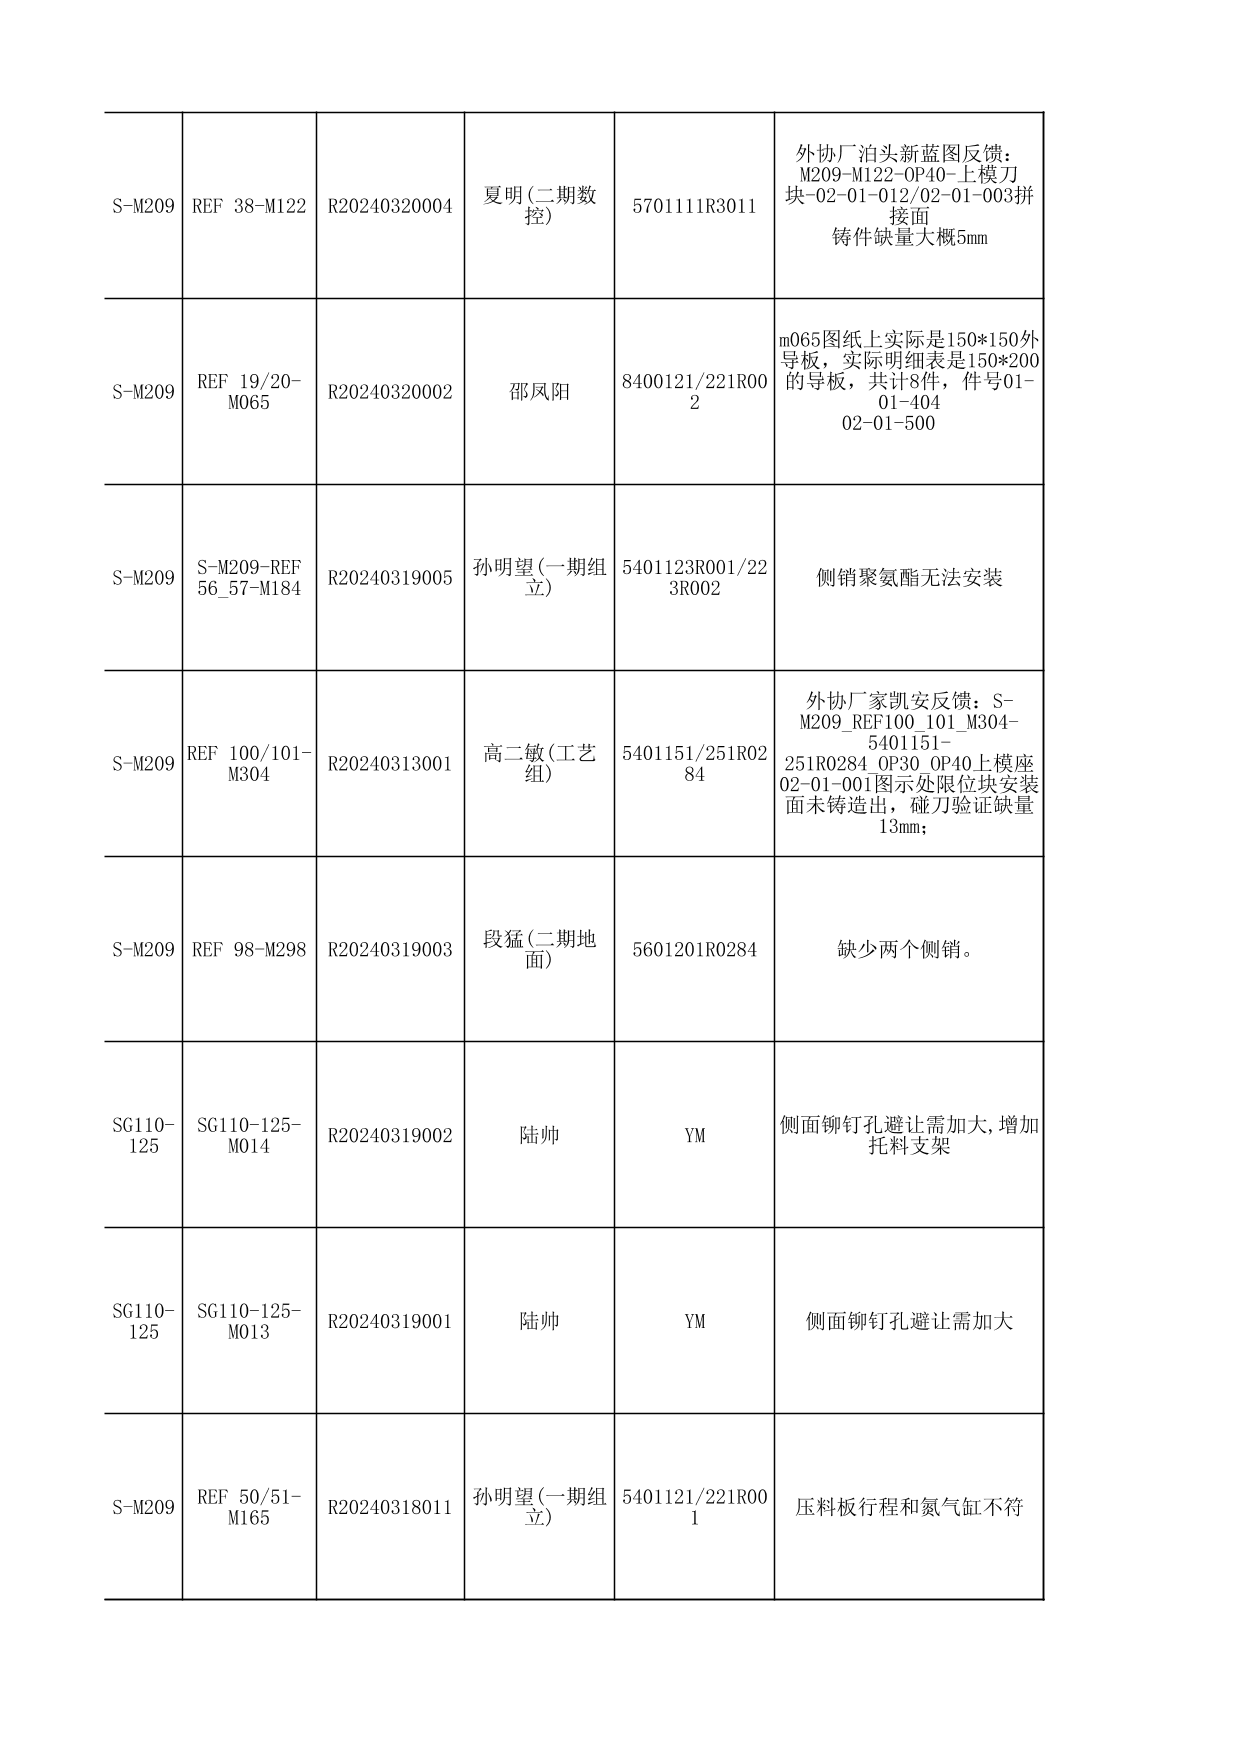 S-M209
REF 38-M122
R20240320004
夏明(二期数
控)
5701111R3011
外协厂泊头新蓝图反馈：
M209-M122-OP40-上模刀
块-02-01-012/02-01-003拼
接面
铸件缺量大概5mm
S-M209
REF 19/20-
M065
R20240320002
邵凤阳
8400121/221R00
2
m065图纸上实际是150*150外
导板，实际明细表是150*200
的导板，共计8件，件号01-
01-404
02-01-500
S-M209
S-M209-REF
56_57-M184
R20240319005
孙明望(一期组
立)
5401123R001/22
3R002
侧销聚氨酯无法安装
S-M209
REF 100/101-
M304
R20240313001
高二敏(工艺
组)
5401151/251R02
84
外协厂家凯安反馈：S-
M209_REF100_101_M304-
5401151-
251R0284_OP30_OP40上模座
02-01-001图示处限位块安装
面未铸造出，碰刀验证缺量
13mm；
S-M209
REF 98-M298
R20240319003
段猛(二期地
面)
5601201R0284
缺少两个侧销。
SG110-
125
SG110-125-
M014
R20240319002
陆帅
YM
侧面铆钉孔避让需加大,增加
托料支架
SG110-
125
SG110-125-
M013
R20240319001
陆帅
YM
侧面铆钉孔避让需加大
S-M209
REF 50/51-
M165
R20240318011
孙明望(一期组
立)
5401121/221R00
1
压料板行程和氮气缸不符